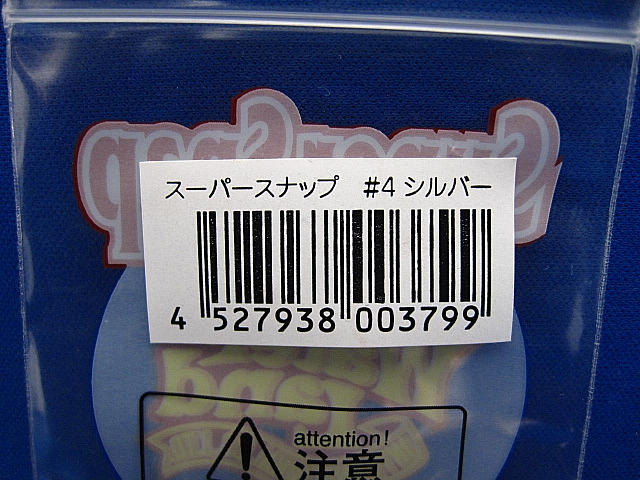 スーパースナップ #4 シルバー
4 527938 003799
attention!
注意